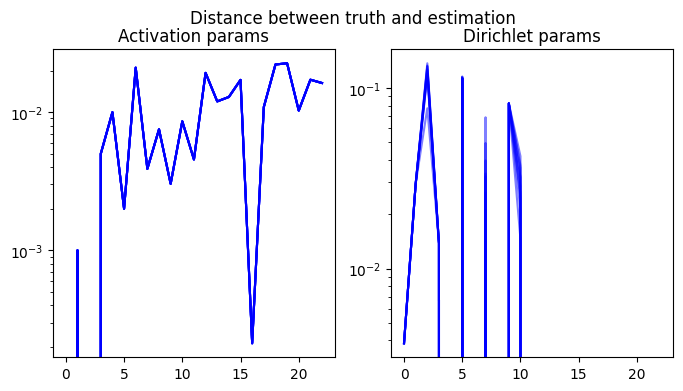 Distance between truth and estimation
Activation params
Dirichlet params
10⁻²
10⁻³
0 5 10 15 20
10⁻¹
10⁻²
0 5 10 15 20